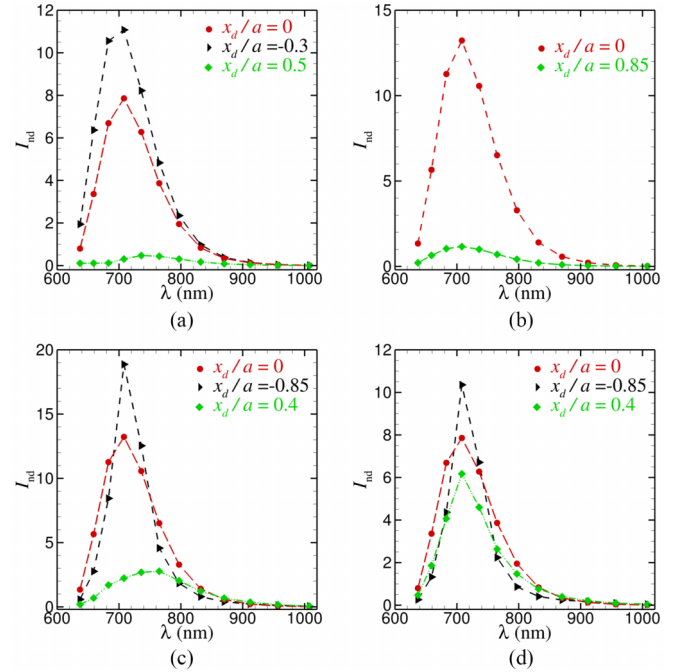 12
10
8
6
4
2
0
I_nd
x_d/a = 0
x_d/a =-0.3
x_d/a = 0.5
600 700 800 900 1000
λ (nm)
(a)
15
10
5
0
I_nd
x_d/a = 0
x_d/a = 0.85
600 700 800 900 1000
λ (nm)
(b)
20
15
10
5
0
I_nd
x_d/a = 0
x_d/a =-0.85
x_d/a = 0.4
600 700 800 900 1000
λ (nm)
(c)
12
10
8
6
4
2
0
I_nd
x_d/a = 0
x_d/a =-0.85
x_d/a = 0.4
600 700 800 900 1000
λ (nm)
(d)